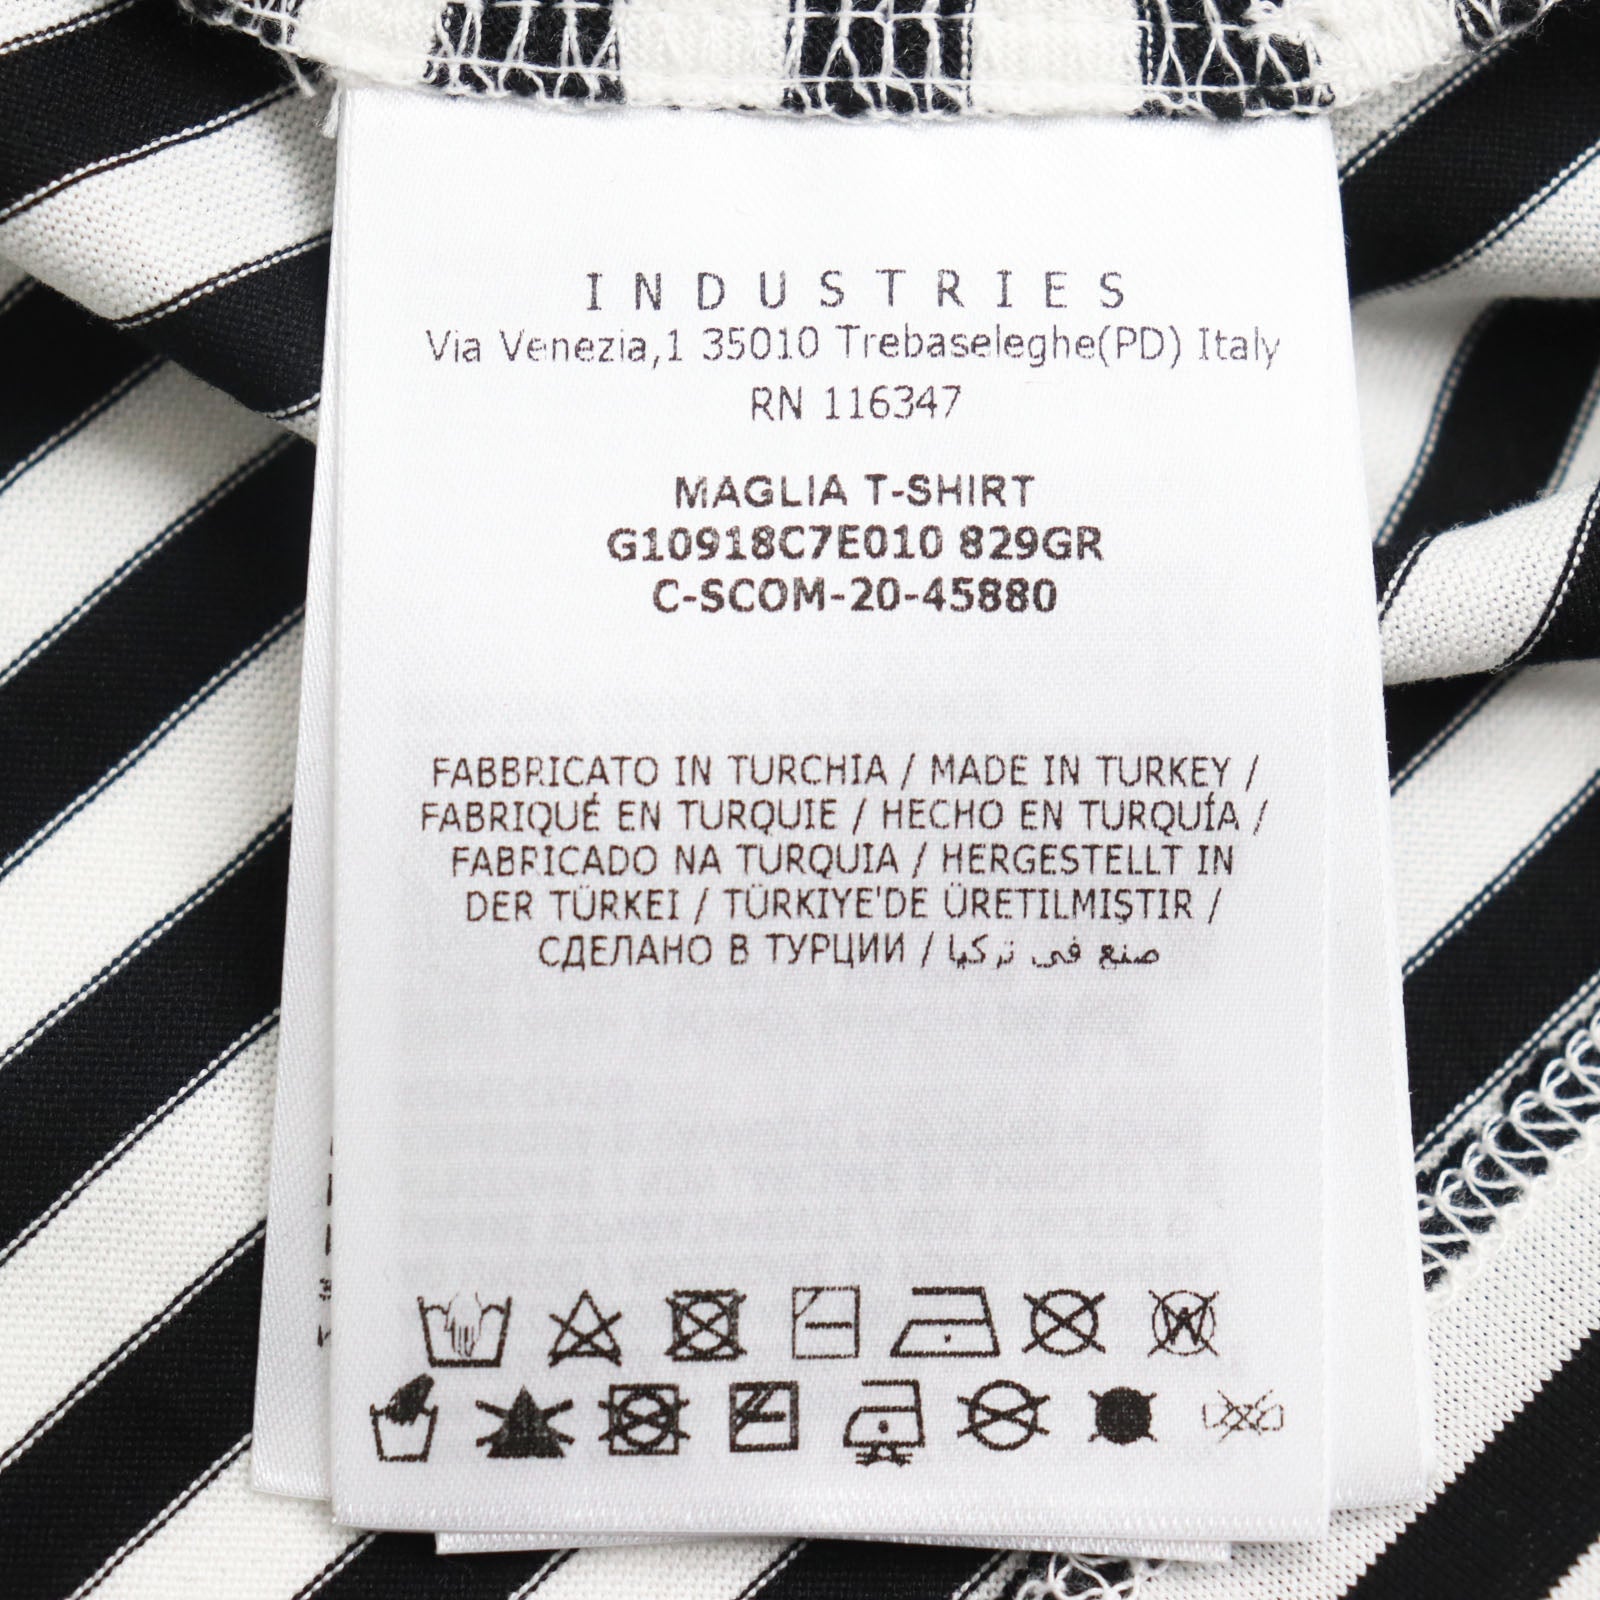 INDUSTRIES
Via Venezia,1 35010 Trebaseleghe(PD) Italy
RN 116347
MAGLIA T-SHIRT
G10918C7E010 829GR
C-SCOM-20-45880
FABBRICATO IN TURCHIA / MADE IN TURKEY /
FABRIQUÉ EN TURQUIE / HECHO EN TURQUÍA /
FABRICADO NA TURQUIA / HERGESTELLT IN
DER TÜRKEI / TÜRKIYE'DE ÜRETILMIŞTIR /
СДЕЛАНО В ТУРЦИИ / صنع في تركيا